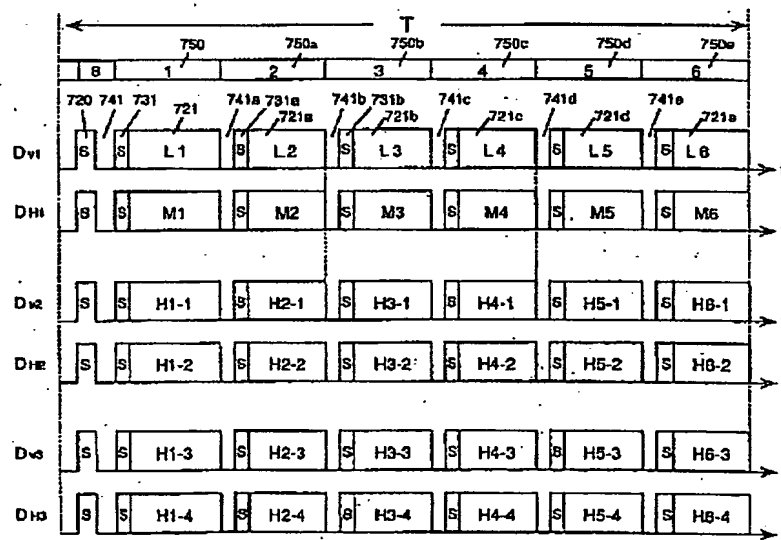 T
750 750a 750b 750c 750d 750e
S 1 2 3 4 5 6
720 741 731 721 741a 731a 741b 731b 741c 741d 741e
721a 721b 721c 721d 721e
Dv1 S S L1 S L2 S L3 S L4 S L5 S L6
DH1 S S M1 S M2 S M3 S M4 S M5 S M6
Dv2 S S H1-1 S H2-1 S H3-1 S H4-1 S H5-1 S H6-1
DH2 S S H1-2 S H2-2 S H3-2 S H4-2 S H5-2 S H6-2
Dv3 S S H1-3 S H2-3 S H3-3 S H4-3 S H5-3 S H6-3
DH3 S S H1-4 S H2-4 S H3-4 S H4-4 S H5-4 S H6-4